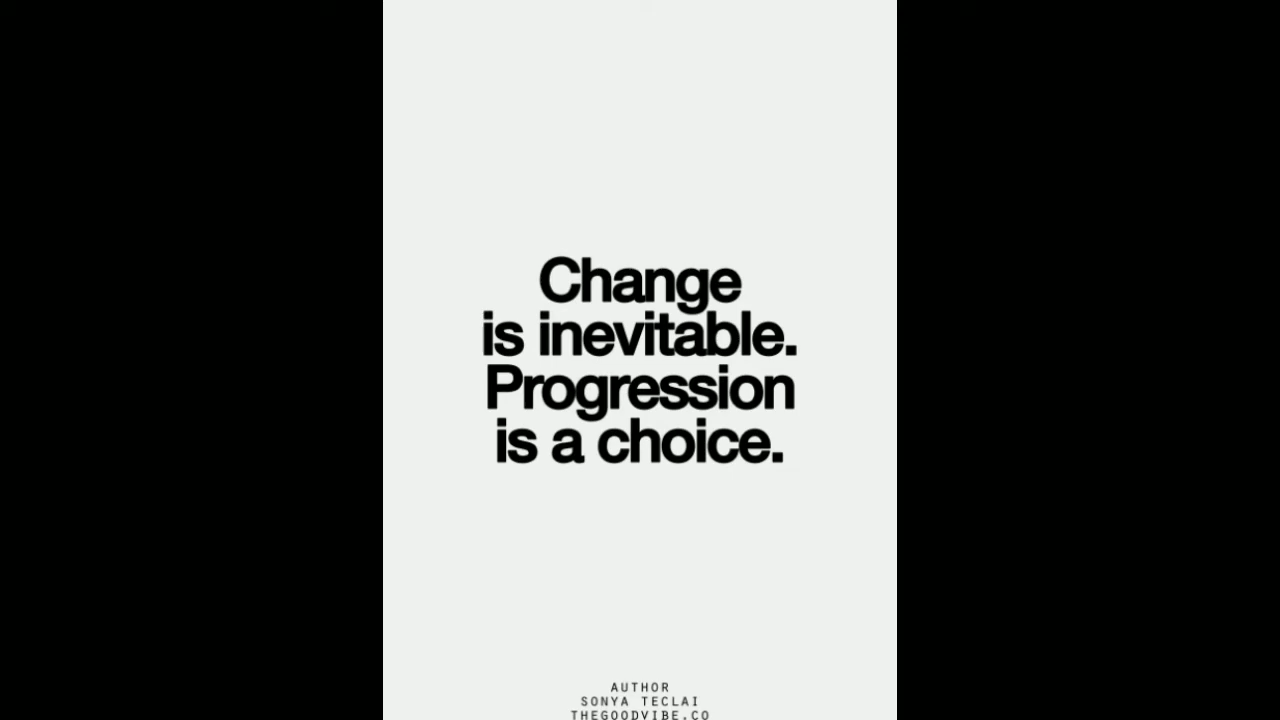 Change
is inevitable.
Progression
is a choice.
AUTHOR
SONYA TECLAI
THEGOODVIBE.CO